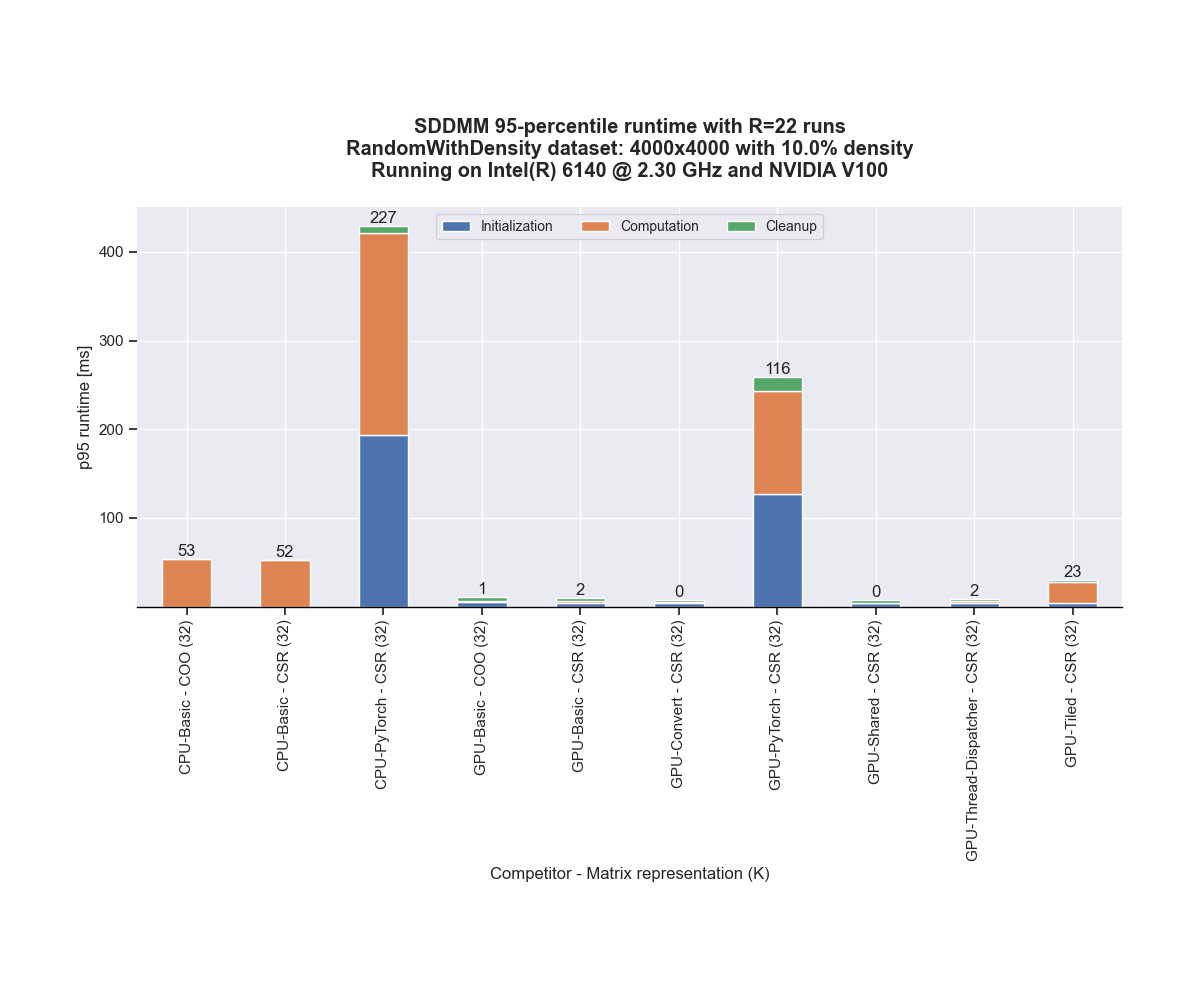 SDDMM 95-percentile runtime with R=22 runs
RandomWithDensity dataset: 4000x4000 with 10.0% density
Running on Intel(R) 6140 @ 2.30 GHz and NVIDIA V100
Initialization
Computation
Cleanup
p95 runtime [ms]
400
300
200
100
53
52
227
1
2
0
116
0
2
23
CPU-Basic - COO (32)
CPU-Basic - CSR (32)
CPU-PyTorch - CSR (32)
GPU-Basic - COO (32)
GPU-Basic - CSR (32)
GPU-Convert - CSR (32)
GPU-PyTorch - CSR (32)
GPU-Shared - CSR (32)
GPU-Thread-Dispatcher - CSR (32)
GPU-Tiled - CSR (32)
Competitor - Matrix representation (K)